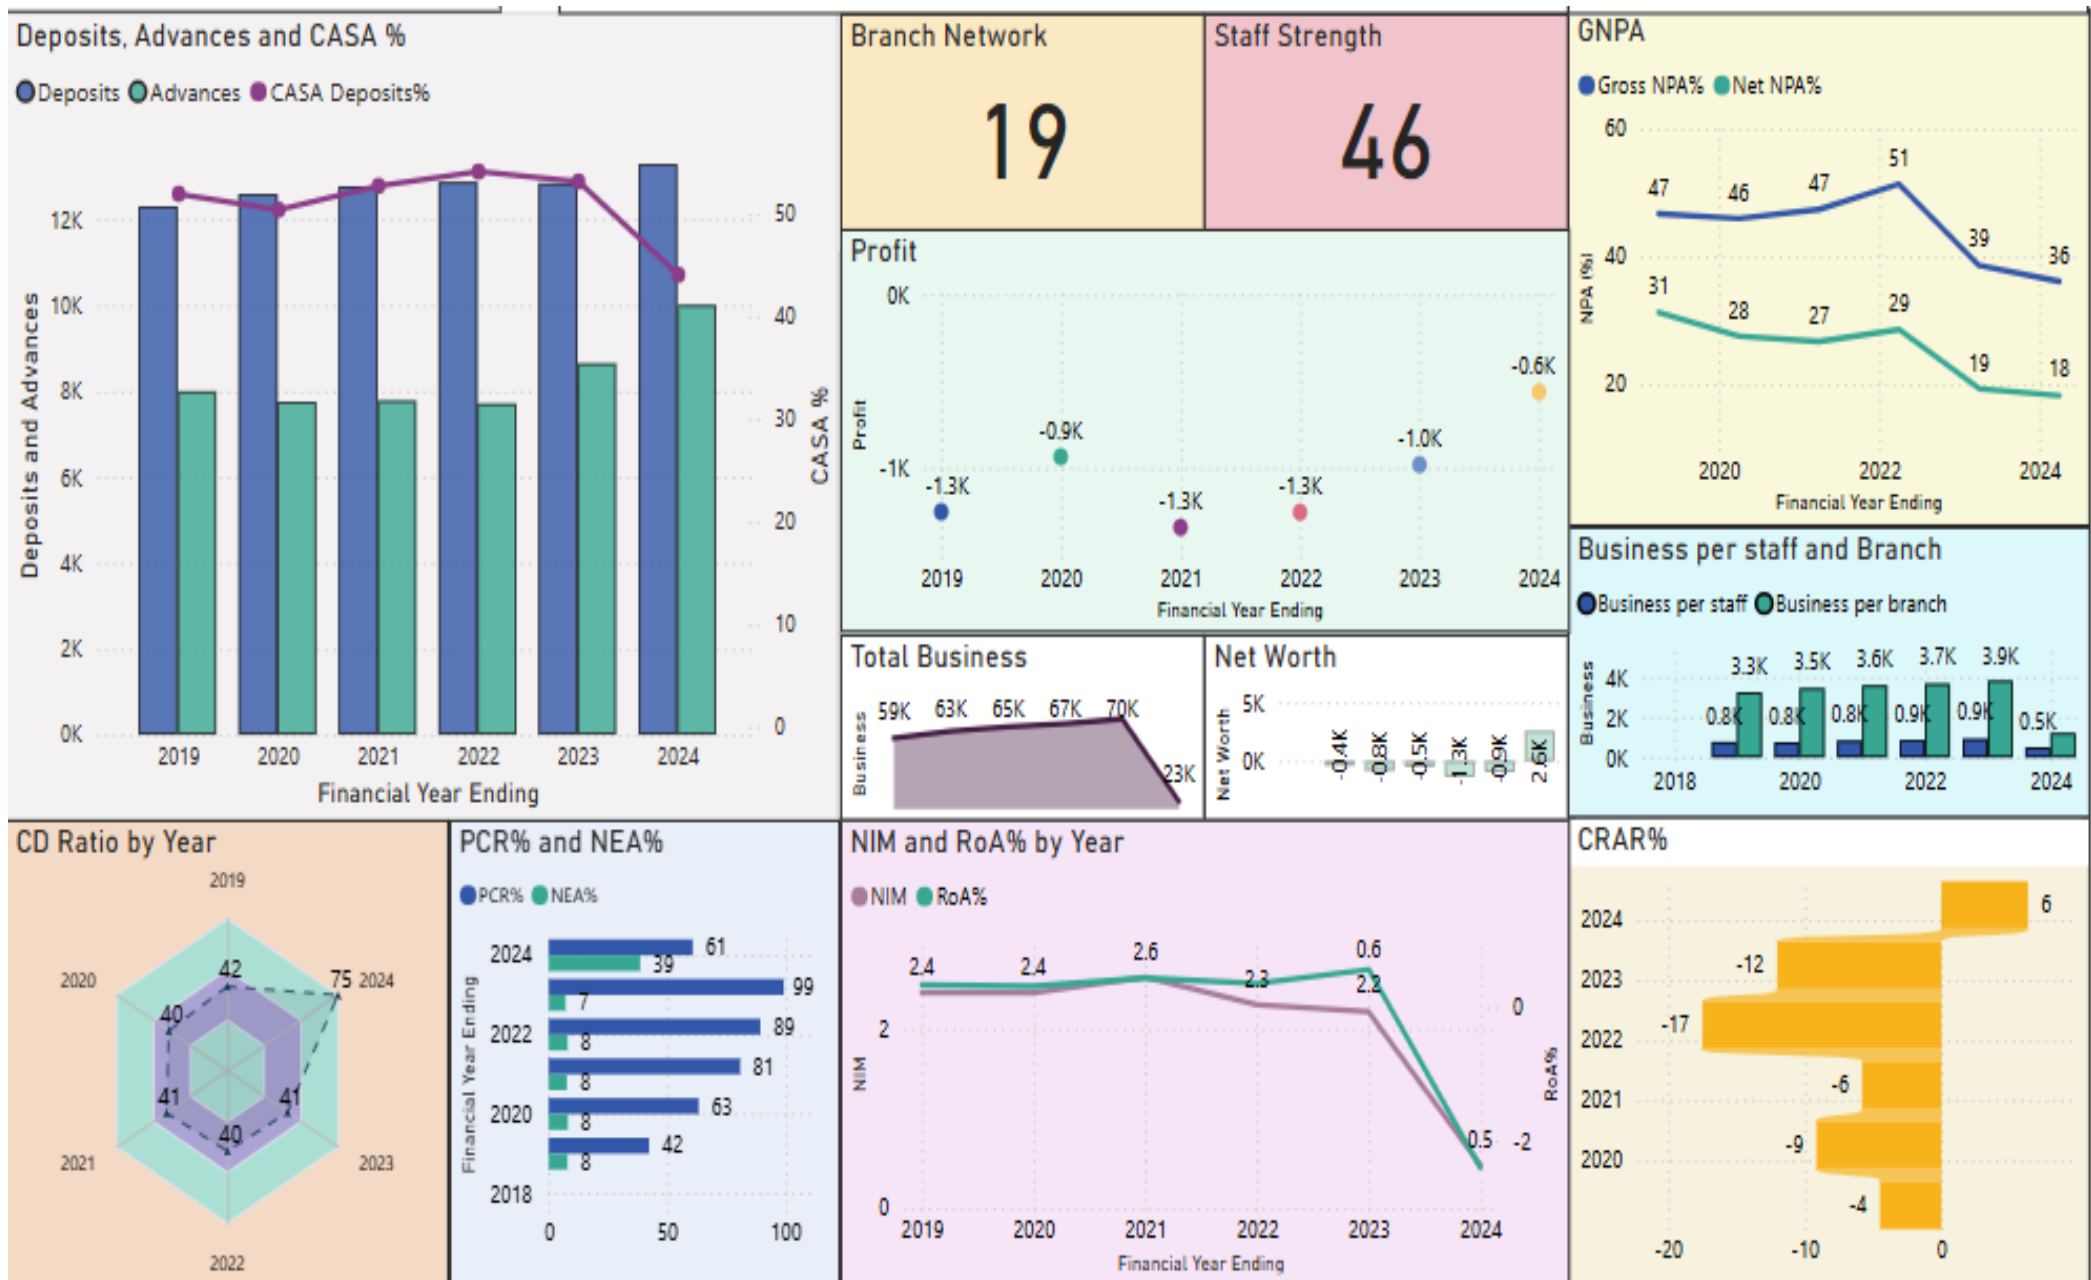 Deposits, Advances and CASA %
Deposits Advances CASA Deposits%
Deposits and Advances
12K
10K
8K
6K
4K
2K
0K
50
40
30
20
10
0
CASA %
2019 2020 2021 2022 2023 2024
Financial Year Ending
Branch Network
19
Staff Strength
46
Profit
Profit
0K
-1K
-1.3K
-0.9K
-1.3K
-1.3K
-1.0K
-0.6K
2019 2020 2021 2022 2023 2024
Financial Year Ending
GNPA
Gross NPA% Net NPA%
NPA (%)
60
40
20
47 46 47 51 39 36
31 28 27 29 19 18
2020 2022 2024
Financial Year Ending
Total Business
Business
59K 63K 65K 67K 70K 23K
Net Worth
Net Worth
5K
0K
-0.4K -0.8K -0.5K -1.3K -0.9K 2.6K
Business per staff and Branch
Business per staff Business per branch
Business
4K
2K
0K
3.3K 3.5K 3.6K 3.7K 3.9K
0.8K 0.8K 0.8K 0.9K 0.9K 0.5K
2018 2020 2022 2024
CD Ratio by Year
2019
2020
2024
2021
2023
2022
42
75
40
41
41
40
PCR% and NEA%
PCR% NEA%
Financial Year Ending
2024
2022
2020
2018
61
39
99
7
89
8
81
8
63
8
42
8
0 50 100
NIM and RoA% by Year
NIM RoA%
NIM
2
0
2.4 2.4 2.6 2.3 0.6
2.2
0.5
0
-2
RoA%
2019 2020 2021 2022 2023 2024
Financial Year Ending
CRAR%
2024
2023
2022
2021
2020
6
-12
-17
-6
-9
-4
-20 -10 0